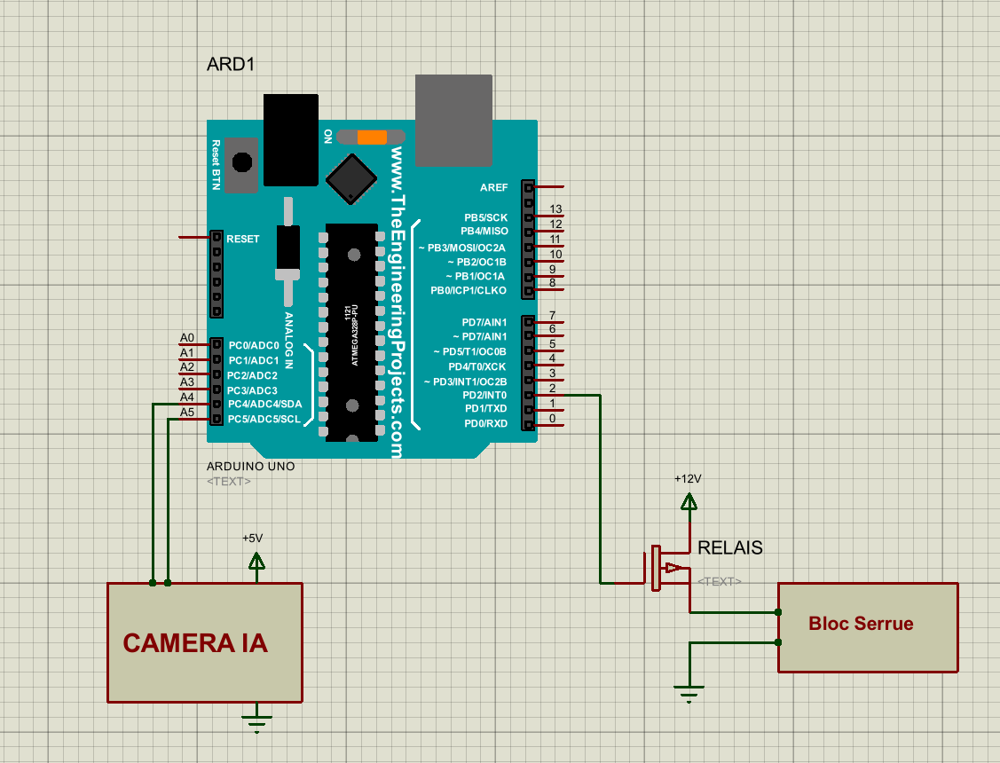 ARD1
ON
Reset BTN
www.TheEngineeringProjects.com
RESET
ANALOG IN
1121
ATMEGA328P-PU
AREF
PB5/SCK 13
PB4/MISO 12
~ PB3/MOSI/OC2A 11
~ PB2/OC1B 10
~ PB1/OC1A 9
PB0/ICP1/CLKO 8
PD7/AIN1 7
~ PD7/AIN1 6
~ PD5/T1/OC0B 5
PD4/T0/XCK 4
~ PD3/INT1/OC2B 3
PD2/INT0 2
PD1/TXD 1
PD0/RXD 0
A0 PC0/ADC0
A1 PC1/ADC1
A2 PC2/ADC2
A3 PC3/ADC3
A4 PC4/ADC4/SDA
A5 PC5/ADC5/SCL
ARDUINO UNO
<TEXT>
+5V
CAMERA IA
+12V
RELAIS
<TEXT>
Bloc Serrue